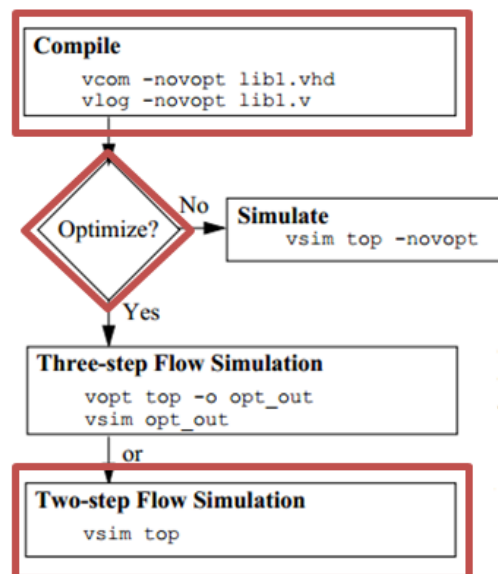 Compile
vcom -novopt lib1.vhd
vlog -novopt lib1.v
Optimize?
No
Simulate
vsim top -novopt
Yes
Three-step Flow Simulation
vopt top -o opt_out
vsim opt_out
or
Two-step Flow Simulation
vsim top